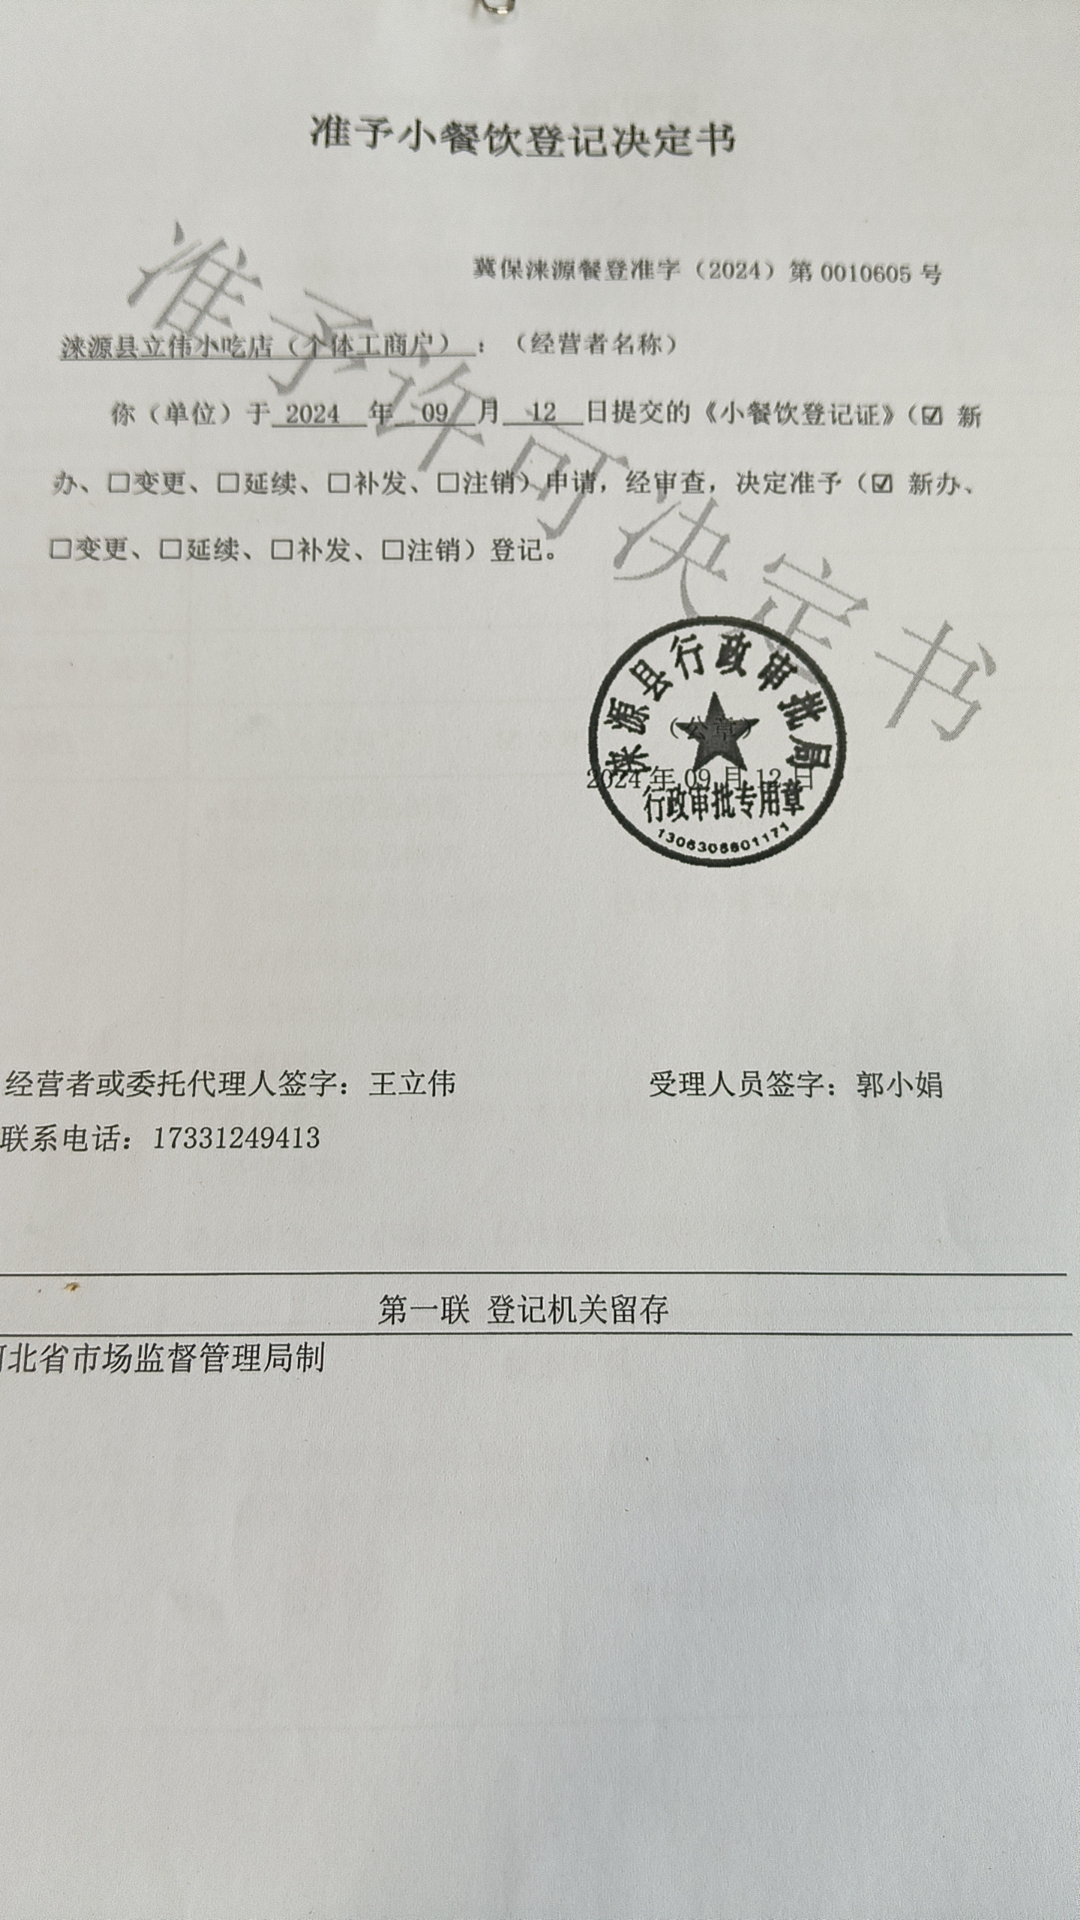 准予小餐饮登记决定书
冀保涞源餐登准字（2024）第 0010605 号
涞源县立伟小吃店（个体工商户）：（经营者名称）
你（单位）于 2024 年 09 月 12 日提交的《小餐饮登记证》（☑ 新
办、□变更、□延续、□补发、□注销）申请，经审查，决定准予（☑ 新办、
□变更、□延续、□补发、□注销）登记。
准予许可决定书
涞源县行政审批局
（公章）
2024 年 09 月 12 日
行政审批专用章
经营者或委托代理人签字：王立伟 受理人员签字：郭小娟
联系电话：17331249413
第一联 登记机关留存
河北省市场监督管理局制